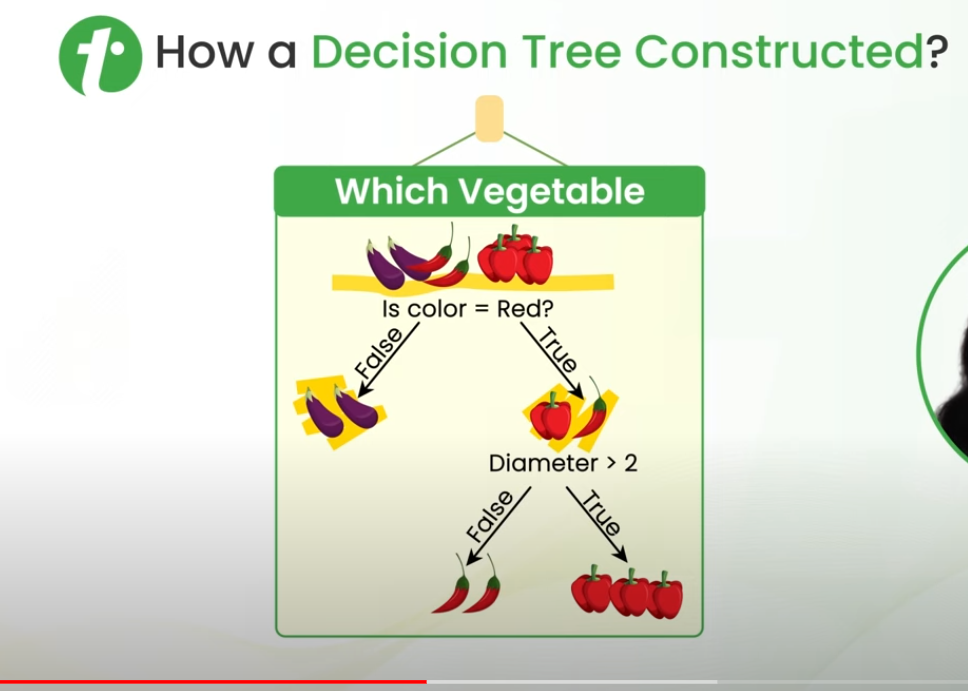 How a Decision Tree Constructed?
Which Vegetable
Is color = Red?
False
True
Diameter > 2
False
True